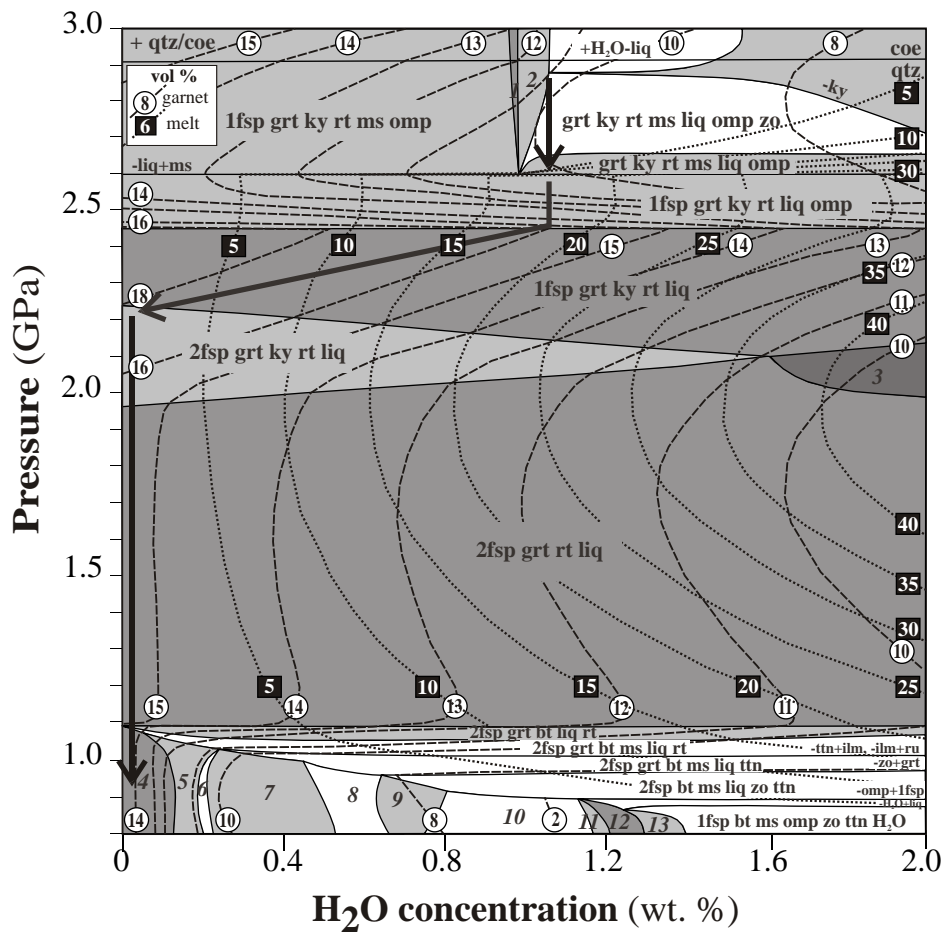 3.0
+ qtz/coe
15
14
13
12
+H₂O-liq
10
8
coe
qtz
vol %
8 garnet
6 melt
1
2
-ky
5
1fsp grt ky rt ms omp
grt ky rt ms liq omp zo
10
-liq+ms
grt ky rt ms liq omp
30
14
1fsp grt ky rt liq omp
2.5
16
5
10
15
20
15
25
14
13
12
35
18
1fsp grt ky rt liq
11
40
2fsp grt ky rt liq
10
16
3
2.0
Pressure (GPa)
40
1.5
2fsp grt rt liq
35
30
10
5
10
15
20
25
15
14
13
12
11
2fsp grt bt liq rt
2fsp grt bt ms liq rt
-ttn+ilm, -ilm+ru
1.0
2fsp grt bt ms liq ttn
-zo+grt
4
5
6
7
8
9
2fsp bt ms liq zo ttn
-omp+1fsp
-H₂O+liq
14
10
8
10
2
11
12
13
1fsp bt ms omp zo ttn H₂O
0
0.4
0.8
1.2
1.6
2.0
H₂O concentration (wt. %)